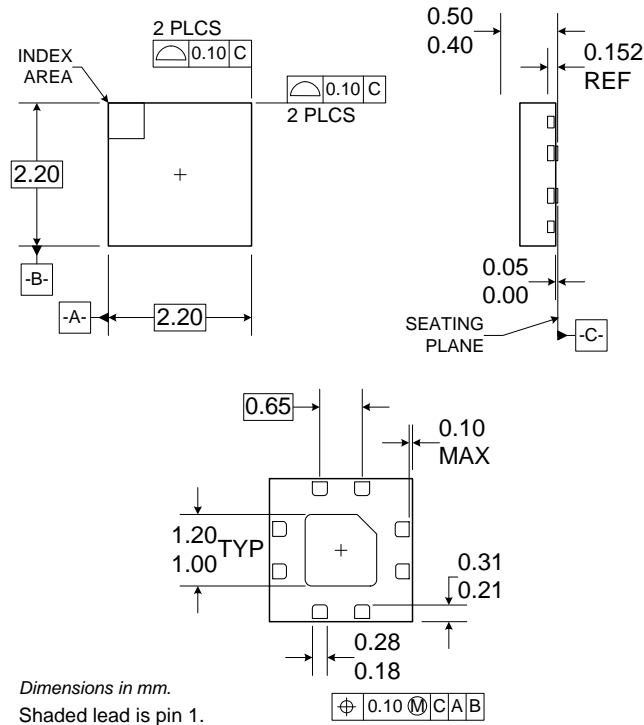 2 PLCS
0.10 C
INDEX
AREA
0.10 C
2 PLCS
2.20
-B-
-A-
2.20
0.50
0.40
0.152
REF
0.05
0.00
SEATING
PLANE
-C-
0.65
0.10
MAX
1.20
1.00
TYP
0.31
0.21
0.28
0.18
0.10 Ⓜ C A B
Dimensions in mm.
Shaded lead is pin 1.